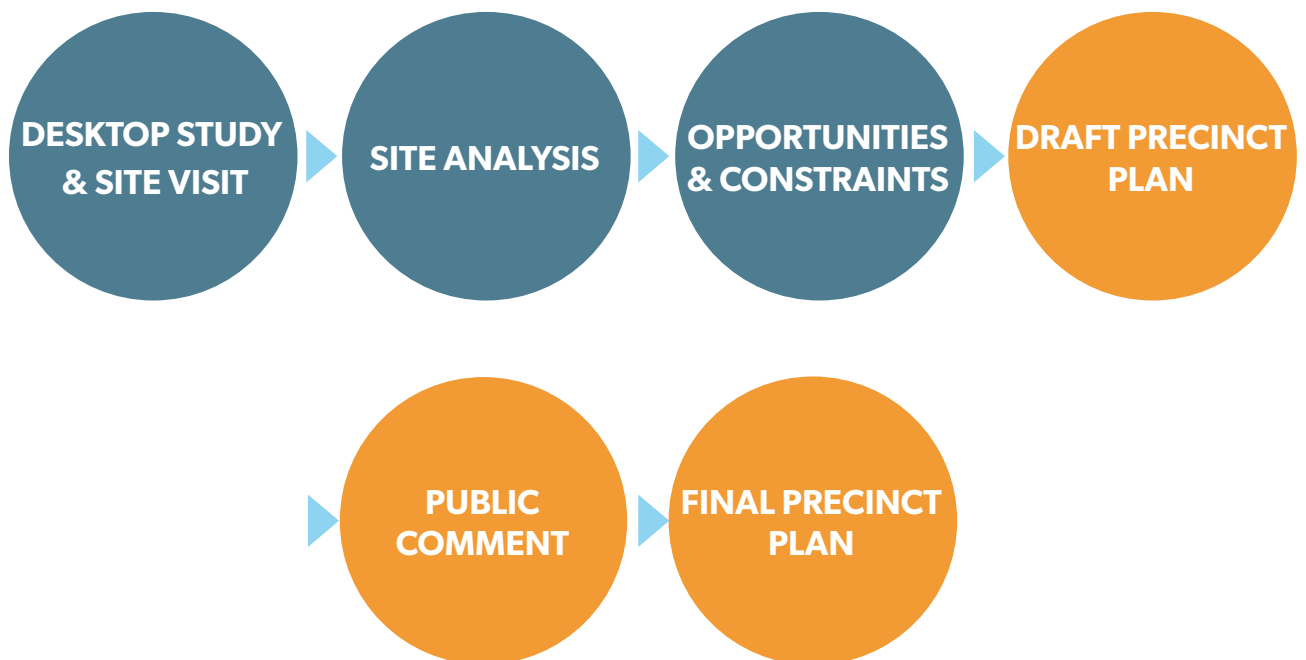 DESKTOP STUDY
& SITE VISIT
SITE ANALYSIS
OPPORTUNITIES
& CONSTRAINTS
DRAFT PRECINCT
PLAN
PUBLIC
COMMENT
FINAL PRECINCT
PLAN